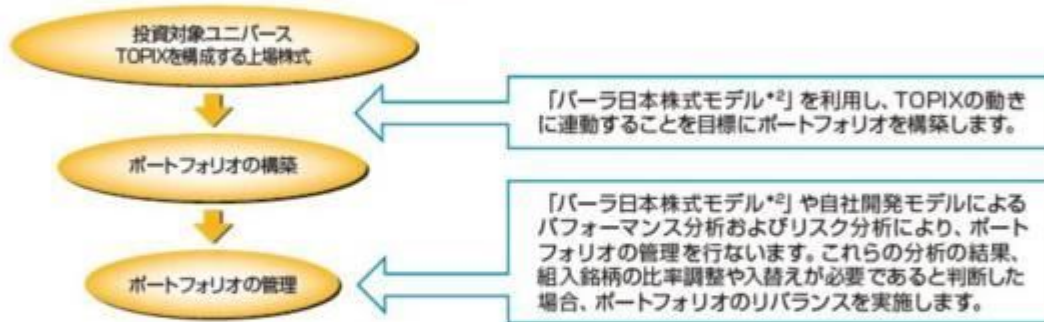 投資対象ユニバース
TOPIXを構成する上場株式
「バーラ日本株式モデル*2」を利用し、TOPIXの動き
に連動することを目標にポートフォリオを構築します。
ポートフォリオの構築
「バーラ日本株式モデル*2」や自社開発モデルによる
パフォーマンス分析およびリスク分析により、ポート
フォリオの管理を行ないます。これらの分析の結果、
組入銘柄の比率調整や入替えが必要であると判断した
場合、ポートフォリオのリバランスを実施します。
ポートフォリオの管理